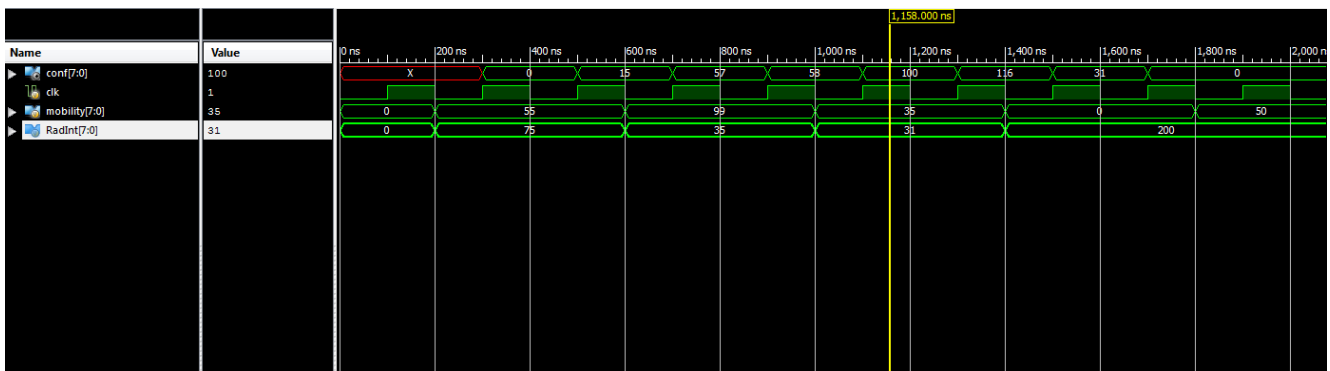 1,158.000 ns
Name Value 0 ns 200 ns 400 ns 600 ns 800 ns 1,000 ns 1,200 ns 1,400 ns 1,600 ns 1,800 ns 2,000 n
conf[7:0] 100 X 0 15 57 58 100 116 31 0
clk 1
mobility[7:0] 35 0 55 99 35 0 50
RadInt[7:0] 31 0 75 35 31 200